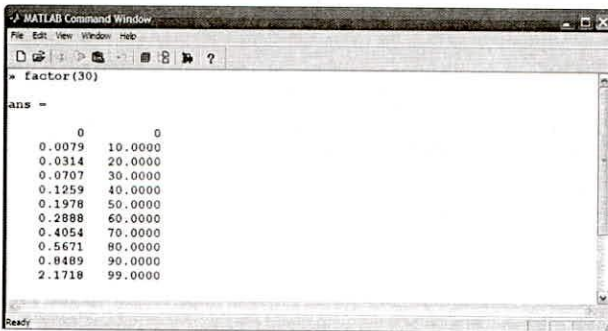 MATLAB Command Window
File Edit View Window Help
?
» factor(30)
ans =
0 0
0.0079 10.0000
0.0314 20.0000
0.0707 30.0000
0.1259 40.0000
0.1978 50.0000
0.2888 60.0000
0.4054 70.0000
0.5671 80.0000
0.8489 90.0000
2.1718 99.0000
Ready